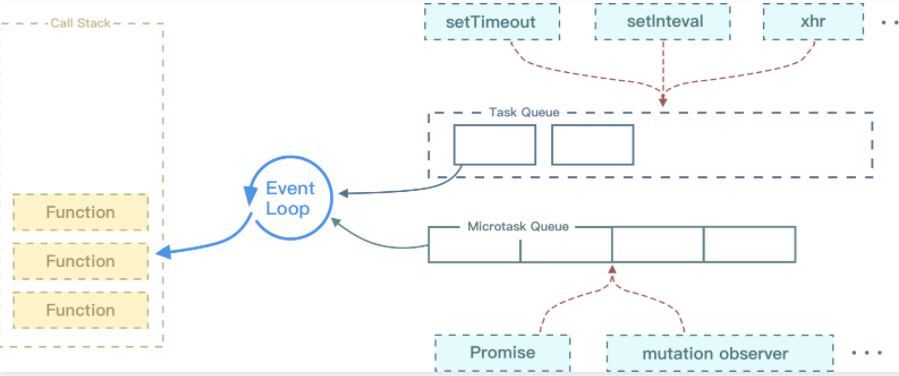 Call Stack
setTimeout
setInteval
xhr
Task Queue
Event
Loop
Function
Function
Function
Microtask Queue
Promise
mutation observer